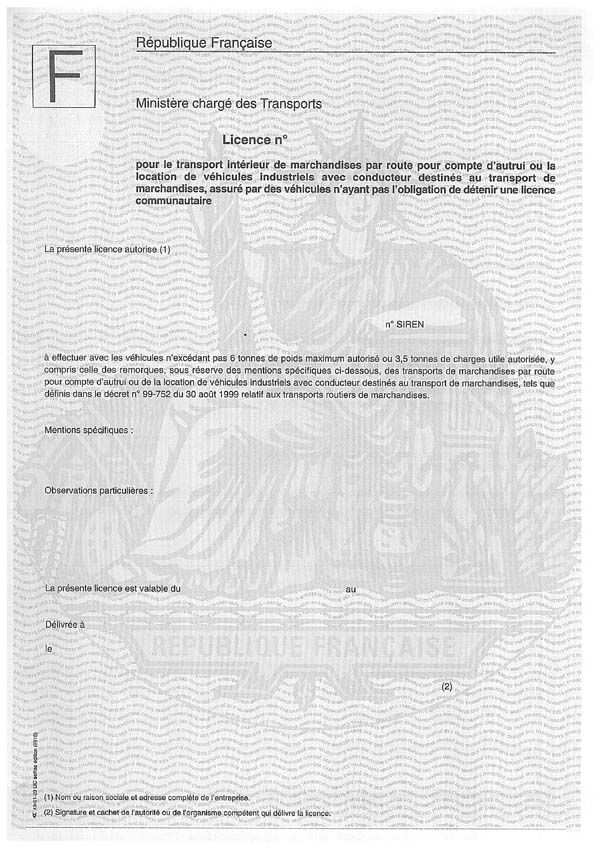 F
République Française
Ministère chargé des Transports
Licence n°
pour le transport intérieur de marchandises par route pour compte d'autrui ou la
location de véhicules industriels avec conducteur destinés au transport de
marchandises, assuré par des véhicules n'ayant pas l'obligation de détenir une licence
communautaire
La présente licence autorise (1)
n° SIREN
à effectuer avec les véhicules n'excédant pas 6 tonnes de poids maximum autorisé ou 3,5 tonnes de charges utile autorisée, y
compris celle des remorques, sous réserve des mentions spécifiques ci-dessous, des transports de marchandises par route
pour compte d'autrui ou de la location de véhicules industriels avec conducteur destinés au transport de marchandises, tels que
définis dans le décret n° 99-752 du 30 août 1999 relatif aux transports routiers de marchandises.
Mentions spécifiques :
Observations particulières :
La présente licence est valable du au
Délivrée à
le
RÉPUBLIQUE FRANÇAISE
(2)
(1) Nom ou raison sociale et adresse complète de l'entreprise.
(2) Signature et cachet de l'autorité ou de l'organisme compétent qui délivre la licence.